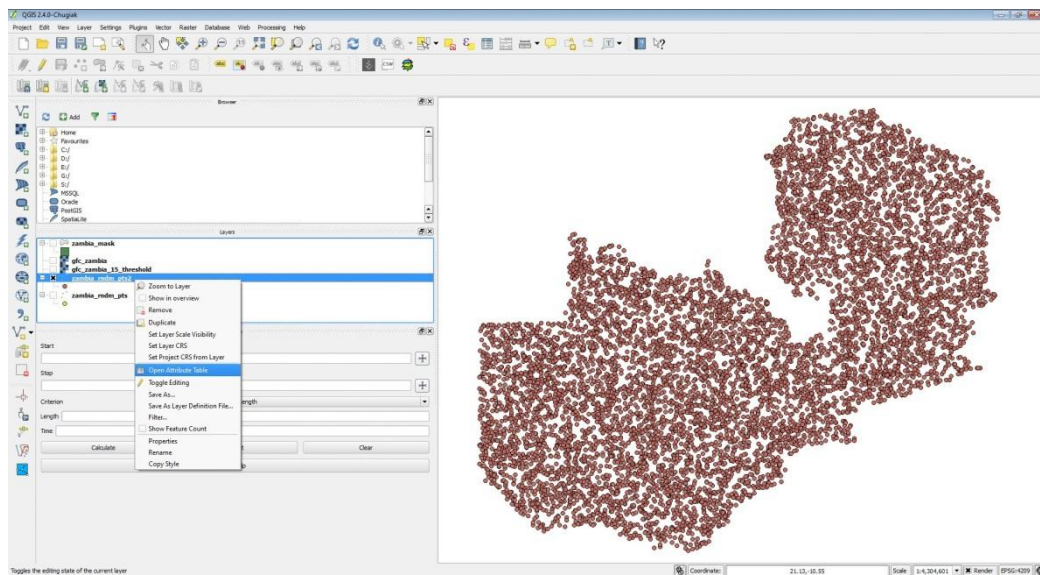 QGIS 2.4.0-Chugiak
Project Edit View Layer Settings Plugins Vector Raster Database Web Processing Help
Browser
Add
Home
Favourites
C:/
D:/
E:/
G:/
S:/
MSSQL
Oracle
PostGIS
SpatiaLite
Layers
zambia_mask
gfc_zambia
gfc_zambia_15_threshold
zambia_rndm_pts2
zambia_rndm_pts
Zoom to Layer
Show in overview
Remove
Duplicate
Set Layer Scale Visibility
Set Layer CRS
Set Project CRS from Layer
Open Attribute Table
Toggle Editing
Save As...
Save As Layer Definition File...
Filter...
Show Feature Count
Properties
Rename
Copy Style
Start
Stop
Criterion
ength
Length
Time
Calculate
Clear
Toggles the editing state of the current layer
Coordinate: 21.13,-10.55 Scale 1:4,304,601 Render EPSG:4209